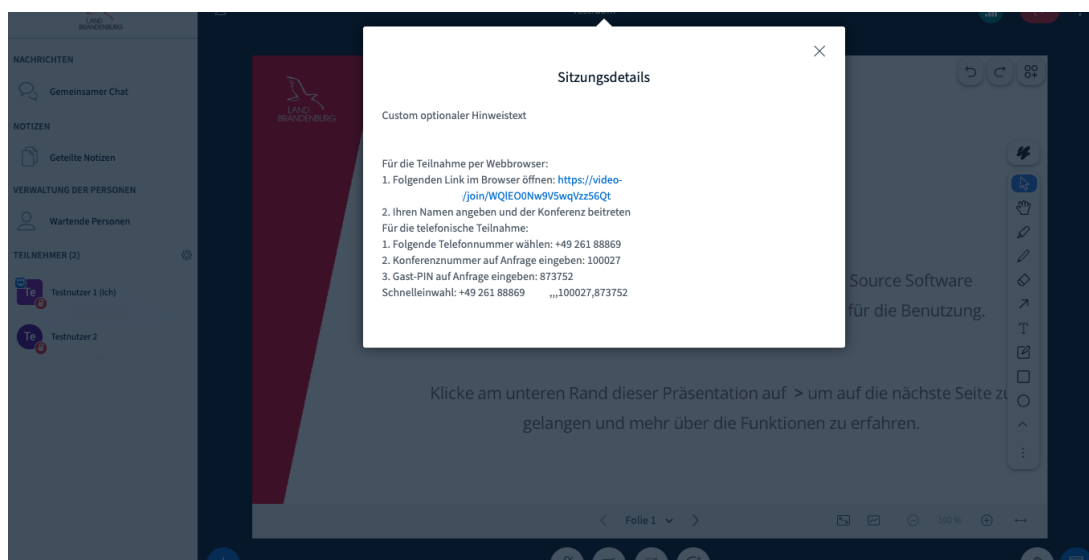 LAND
BRANDENBURG
NACHRICHTEN
Gemeinsamer Chat
NOTIZEN
Geteilte Notizen
VERWALTUNG DER PERSONEN
Wartende Personen
TEILNEHMER (2)
Te
Testnutzer 1 (Ich)
Te
Testnutzer 2
Sitzungsdetails
Custom optionaler Hinweistext
Für die Teilnahme per Webbrowser:
1. Folgenden Link im Browser öffnen: https://video-
/join/WQlEO0Nw9V5wqVzz56Qt
2. Ihren Namen angeben und der Konferenz beitreten
Für die telefonische Teilnahme:
1. Folgende Telefonnummer wählen: +49 261 88869
2. Konferenznummer auf Anfrage eingeben: 100027
3. Gast-PIN auf Anfrage eingeben: 873752
Schnelleinwahl: +49 261 88869 ,,,100027,873752
LAND
BRANDENBURG
Source Software
für die Benutzung.
Klicke am unteren Rand dieser Präsentation auf > um auf die nächste Seite zu
gelangen und mehr über die Funktionen zu erfahren.
Folie 1
100 %